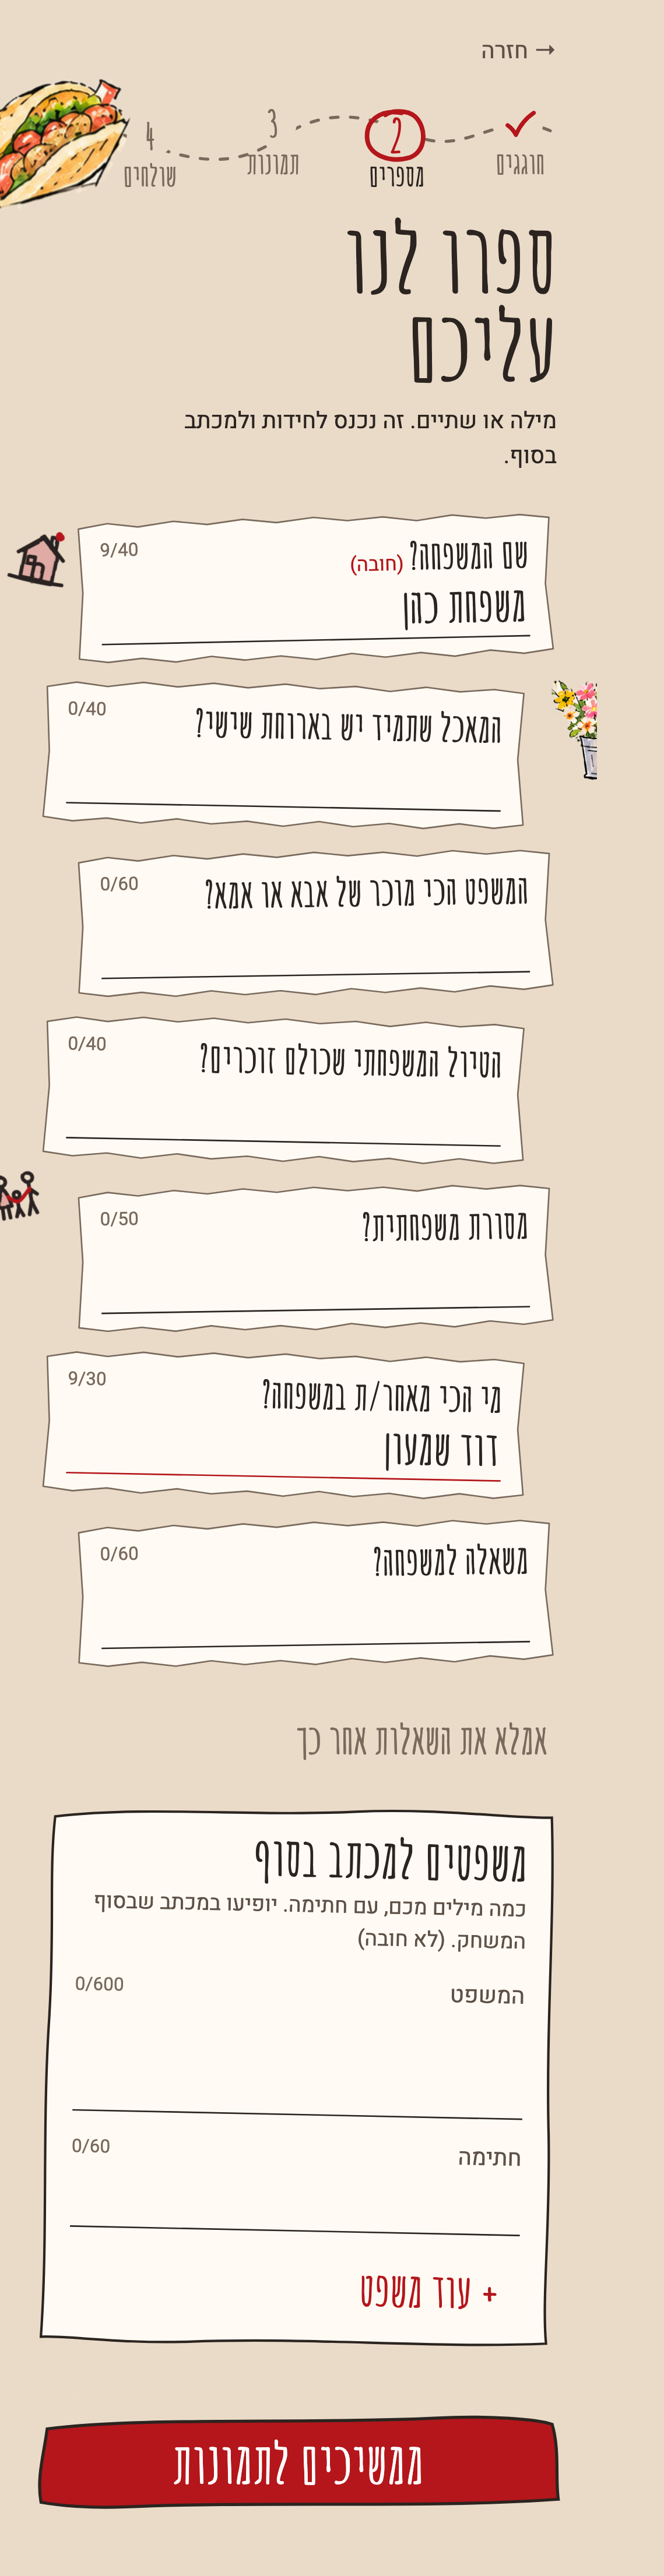 → חזרה
חוגגים
2
מספרים
3
תמונות
4
שולחים
ספרו לנו
עליכם
מילה או שתיים. זה נכנס לחידות ולמכתב
בסוף.
שם המשפחה? (חובה)
9/40
משפחת כהן
המאכל שתמיד יש בארוחת שישי?
0/40
המשפט הכי מוכר של אבא או אמא?
0/60
הטיול המשפחתי שכולם זוכרים?
0/40
מסורת משפחתית?
0/50
מי הכי מאחר/ת במשפחה?
9/30
דוד שמעון
משאלה למשפחה?
0/60
אמלא את השאלות אחר כך
משפטים למכתב בסוף
כמה מילים מכם, עם חתימה. יופיעו במכתב שבסוף
המשחק. (לא חובה)
המשפט
0/600
חתימה
0/60
+ עוד משפט
ממשיכים לתמונות